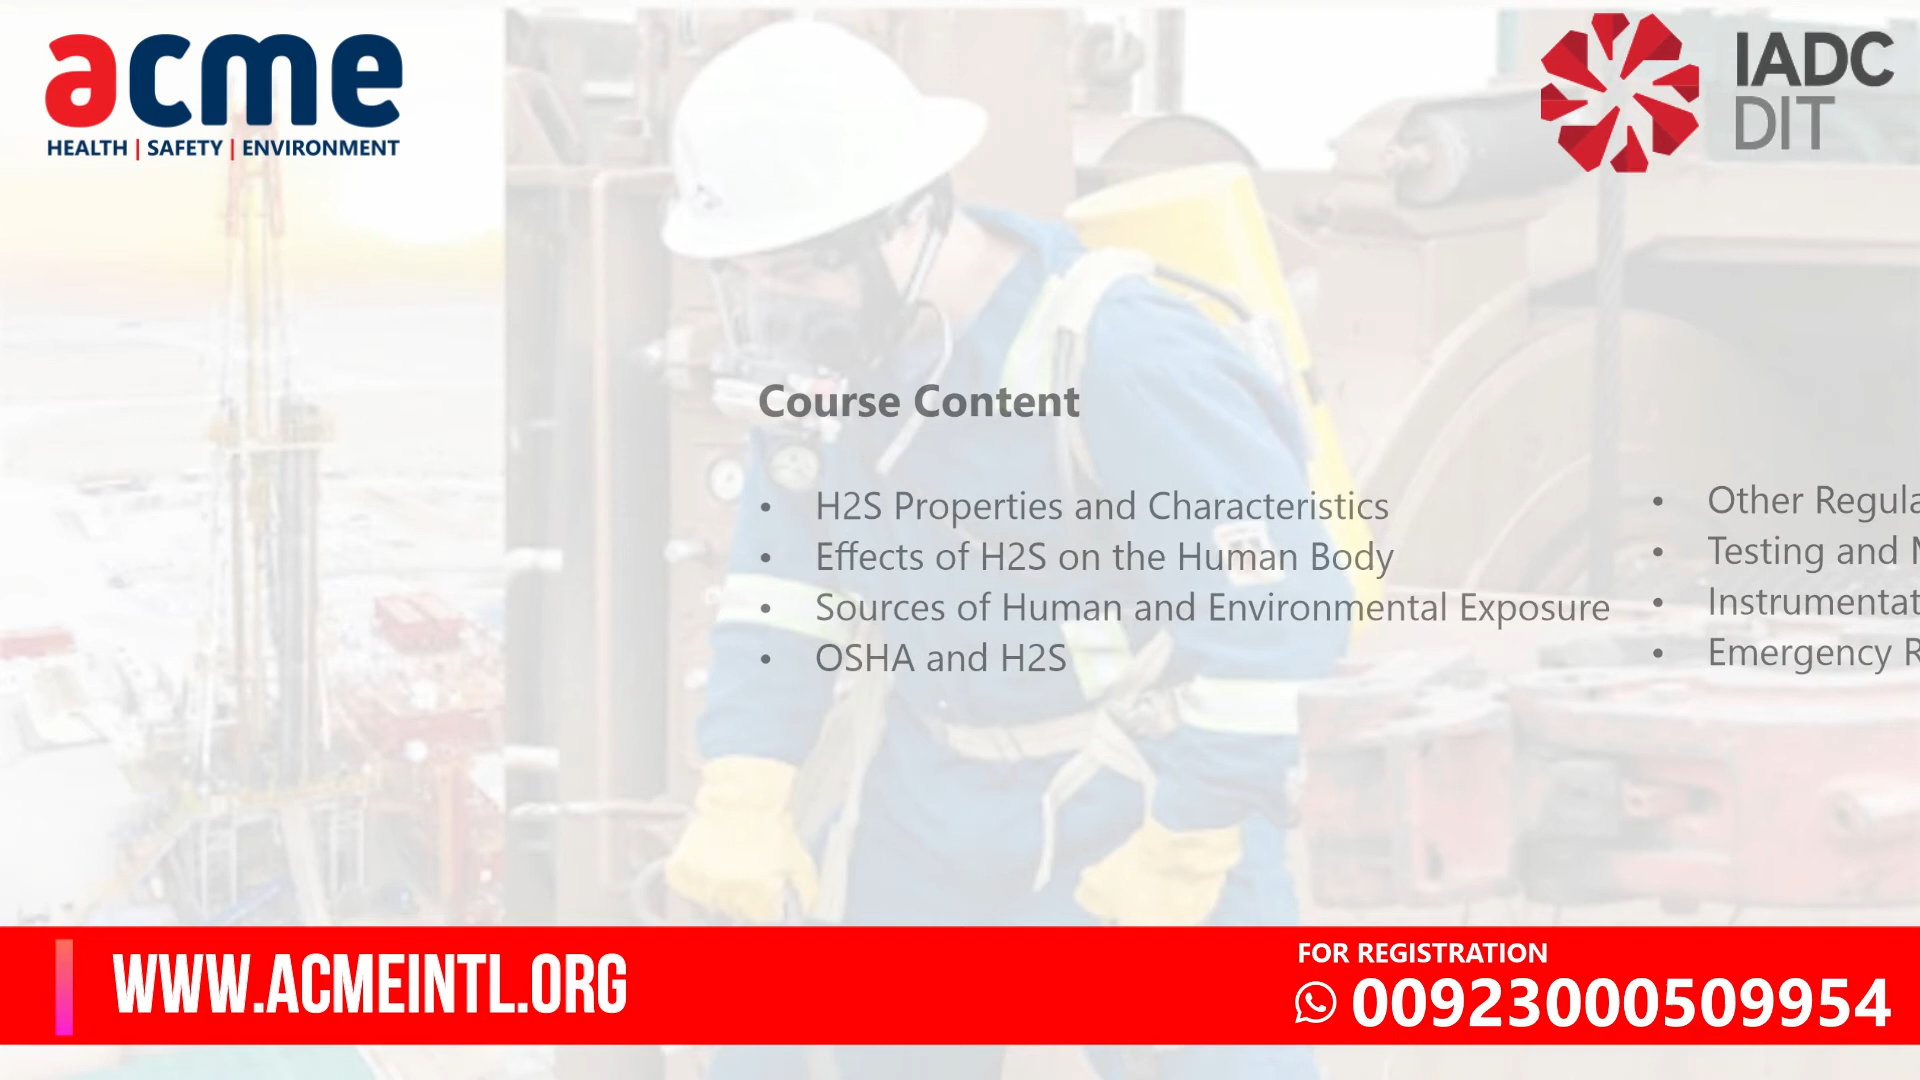 acme
HEALTH | SAFETY | ENVIRONMENT
IADC
DIT
Course Content
• H2S Properties and Characteristics
• Effects of H2S on the Human Body
• Sources of Human and Environmental Exposure
• OSHA and H2S
• Other
• Testing and
•
• Emergency
WWW.ACMEINTL.ORG
FOR REGISTRATION
00923000509954